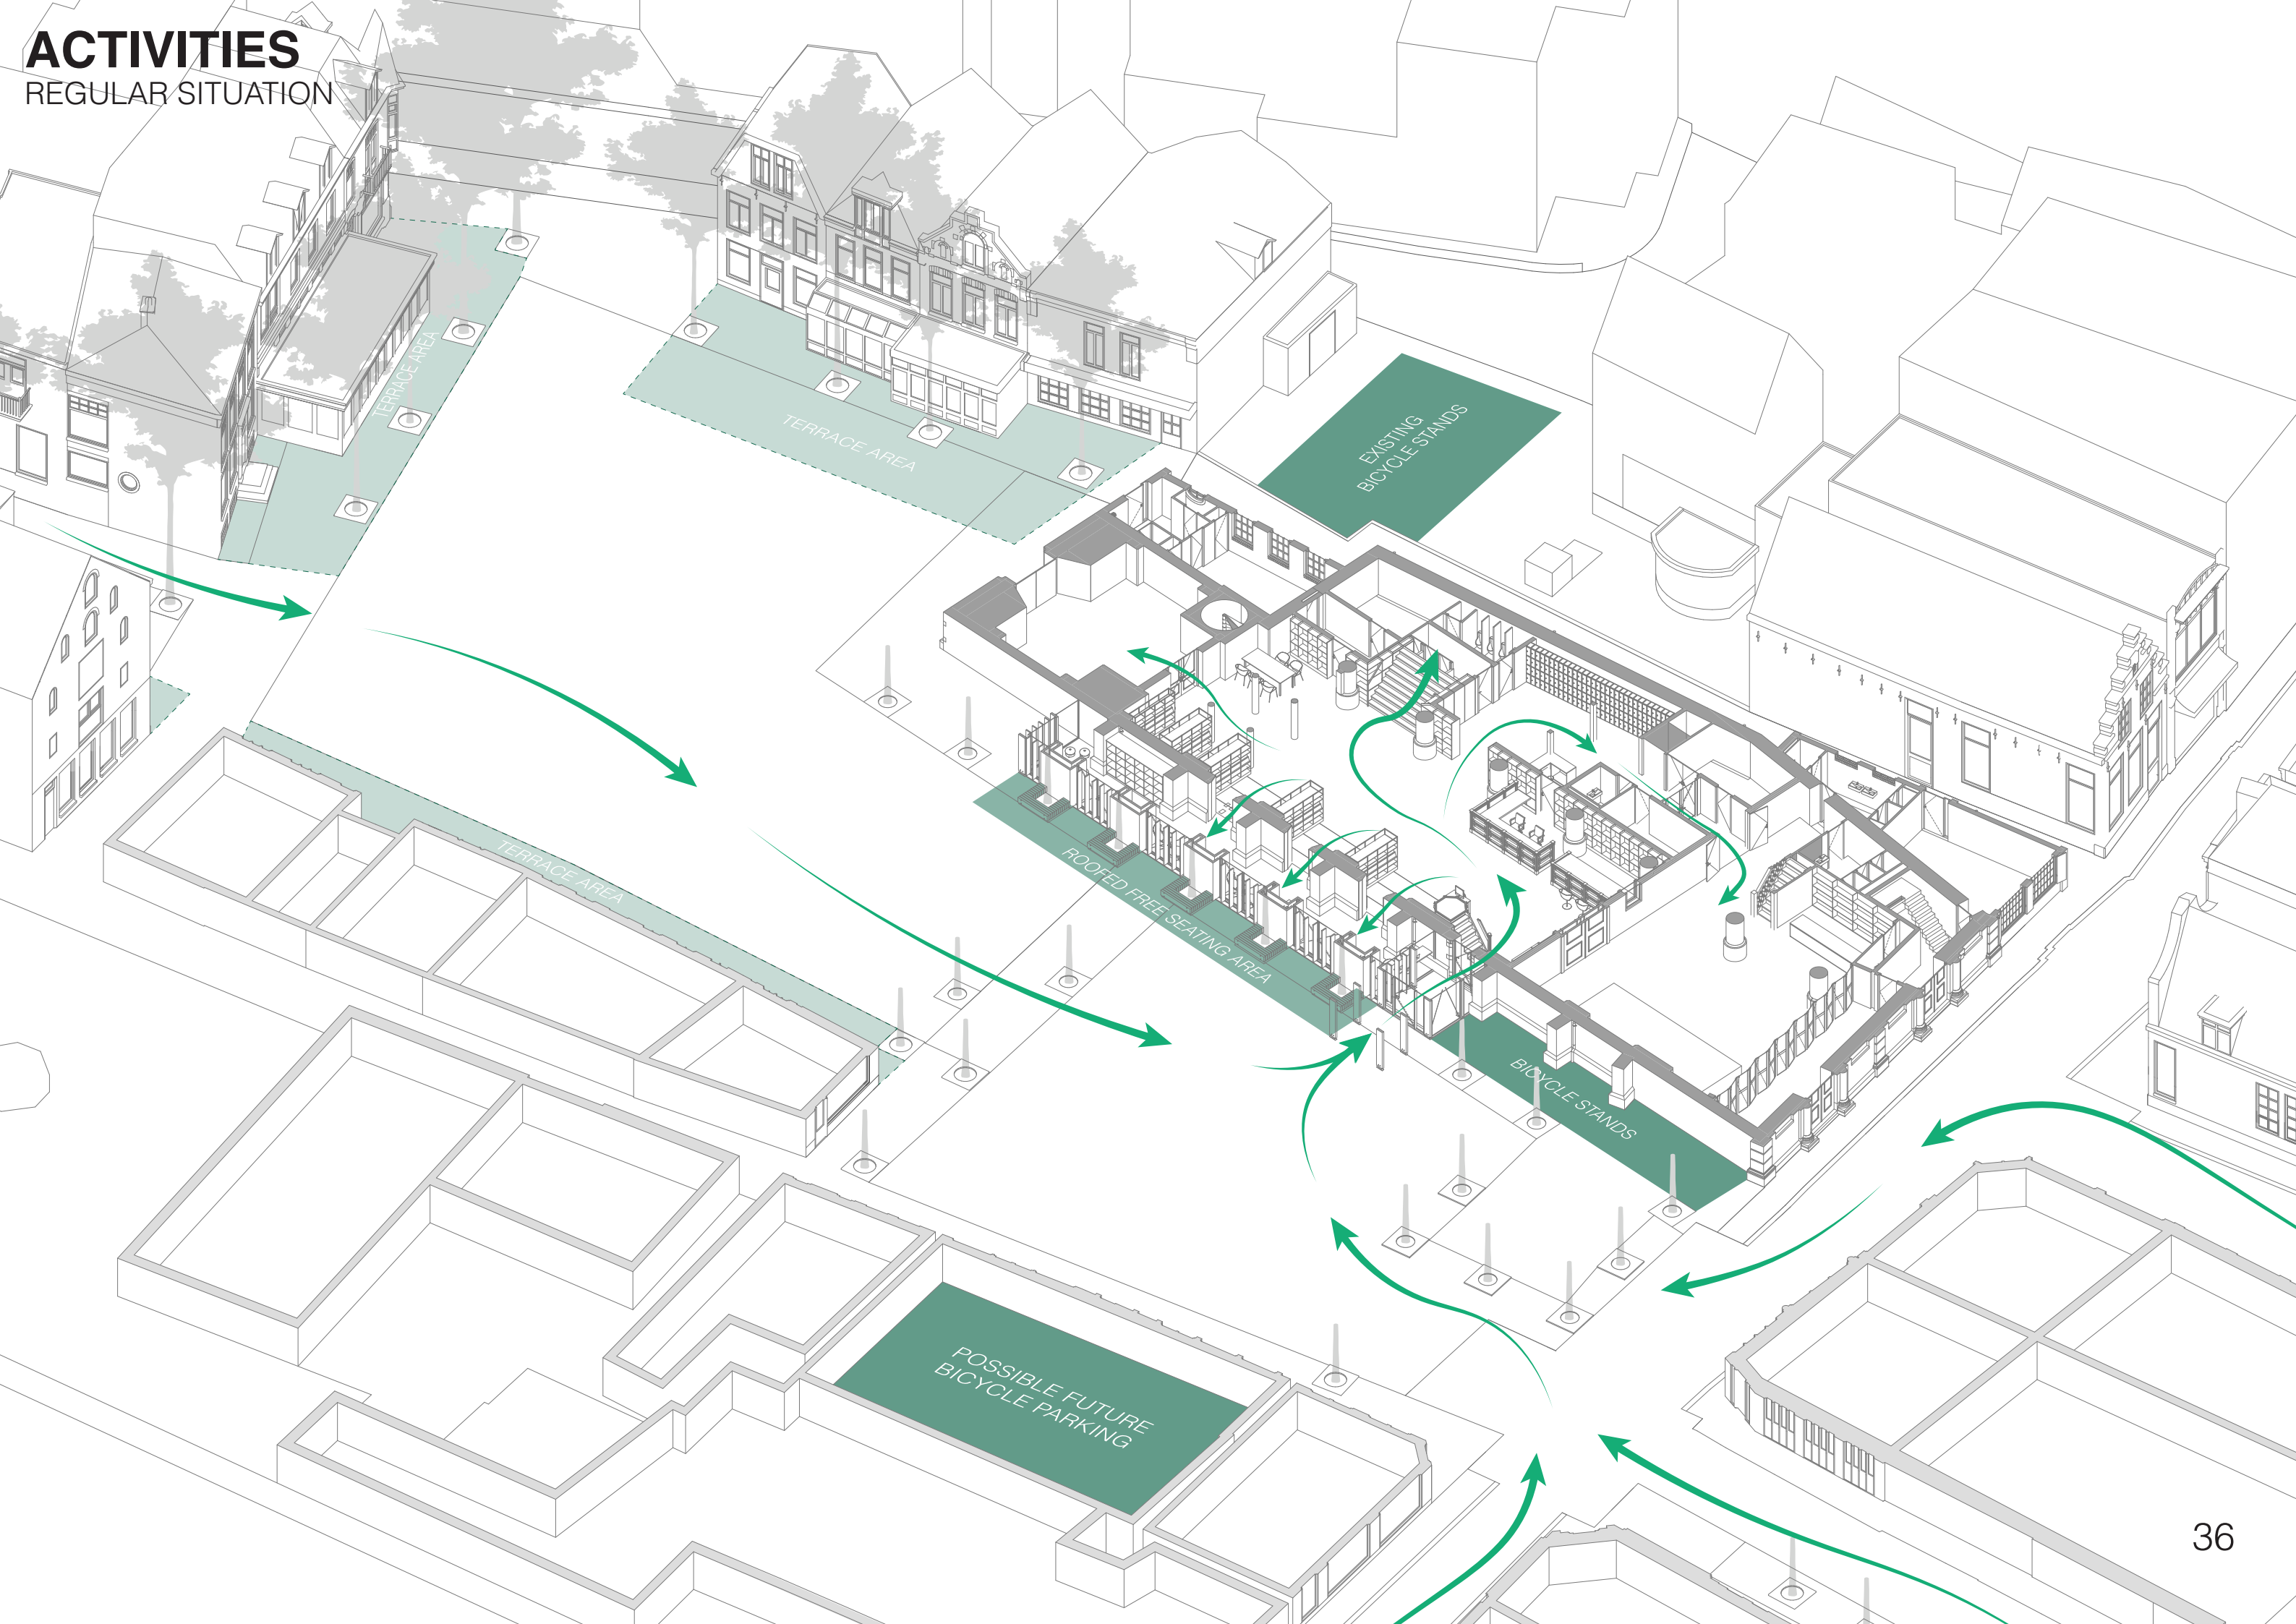 ACTIVITIES
REGULAR SITUATION
TERRACE AREA
TERRACE AREA
EXISTING
BICYCLE STANDS
TERRACE AREA
ROOFED FREE SEATING AREA
BICYCLE STANDS
POSSIBLE FUTURE
BICYCLE PARKING
36